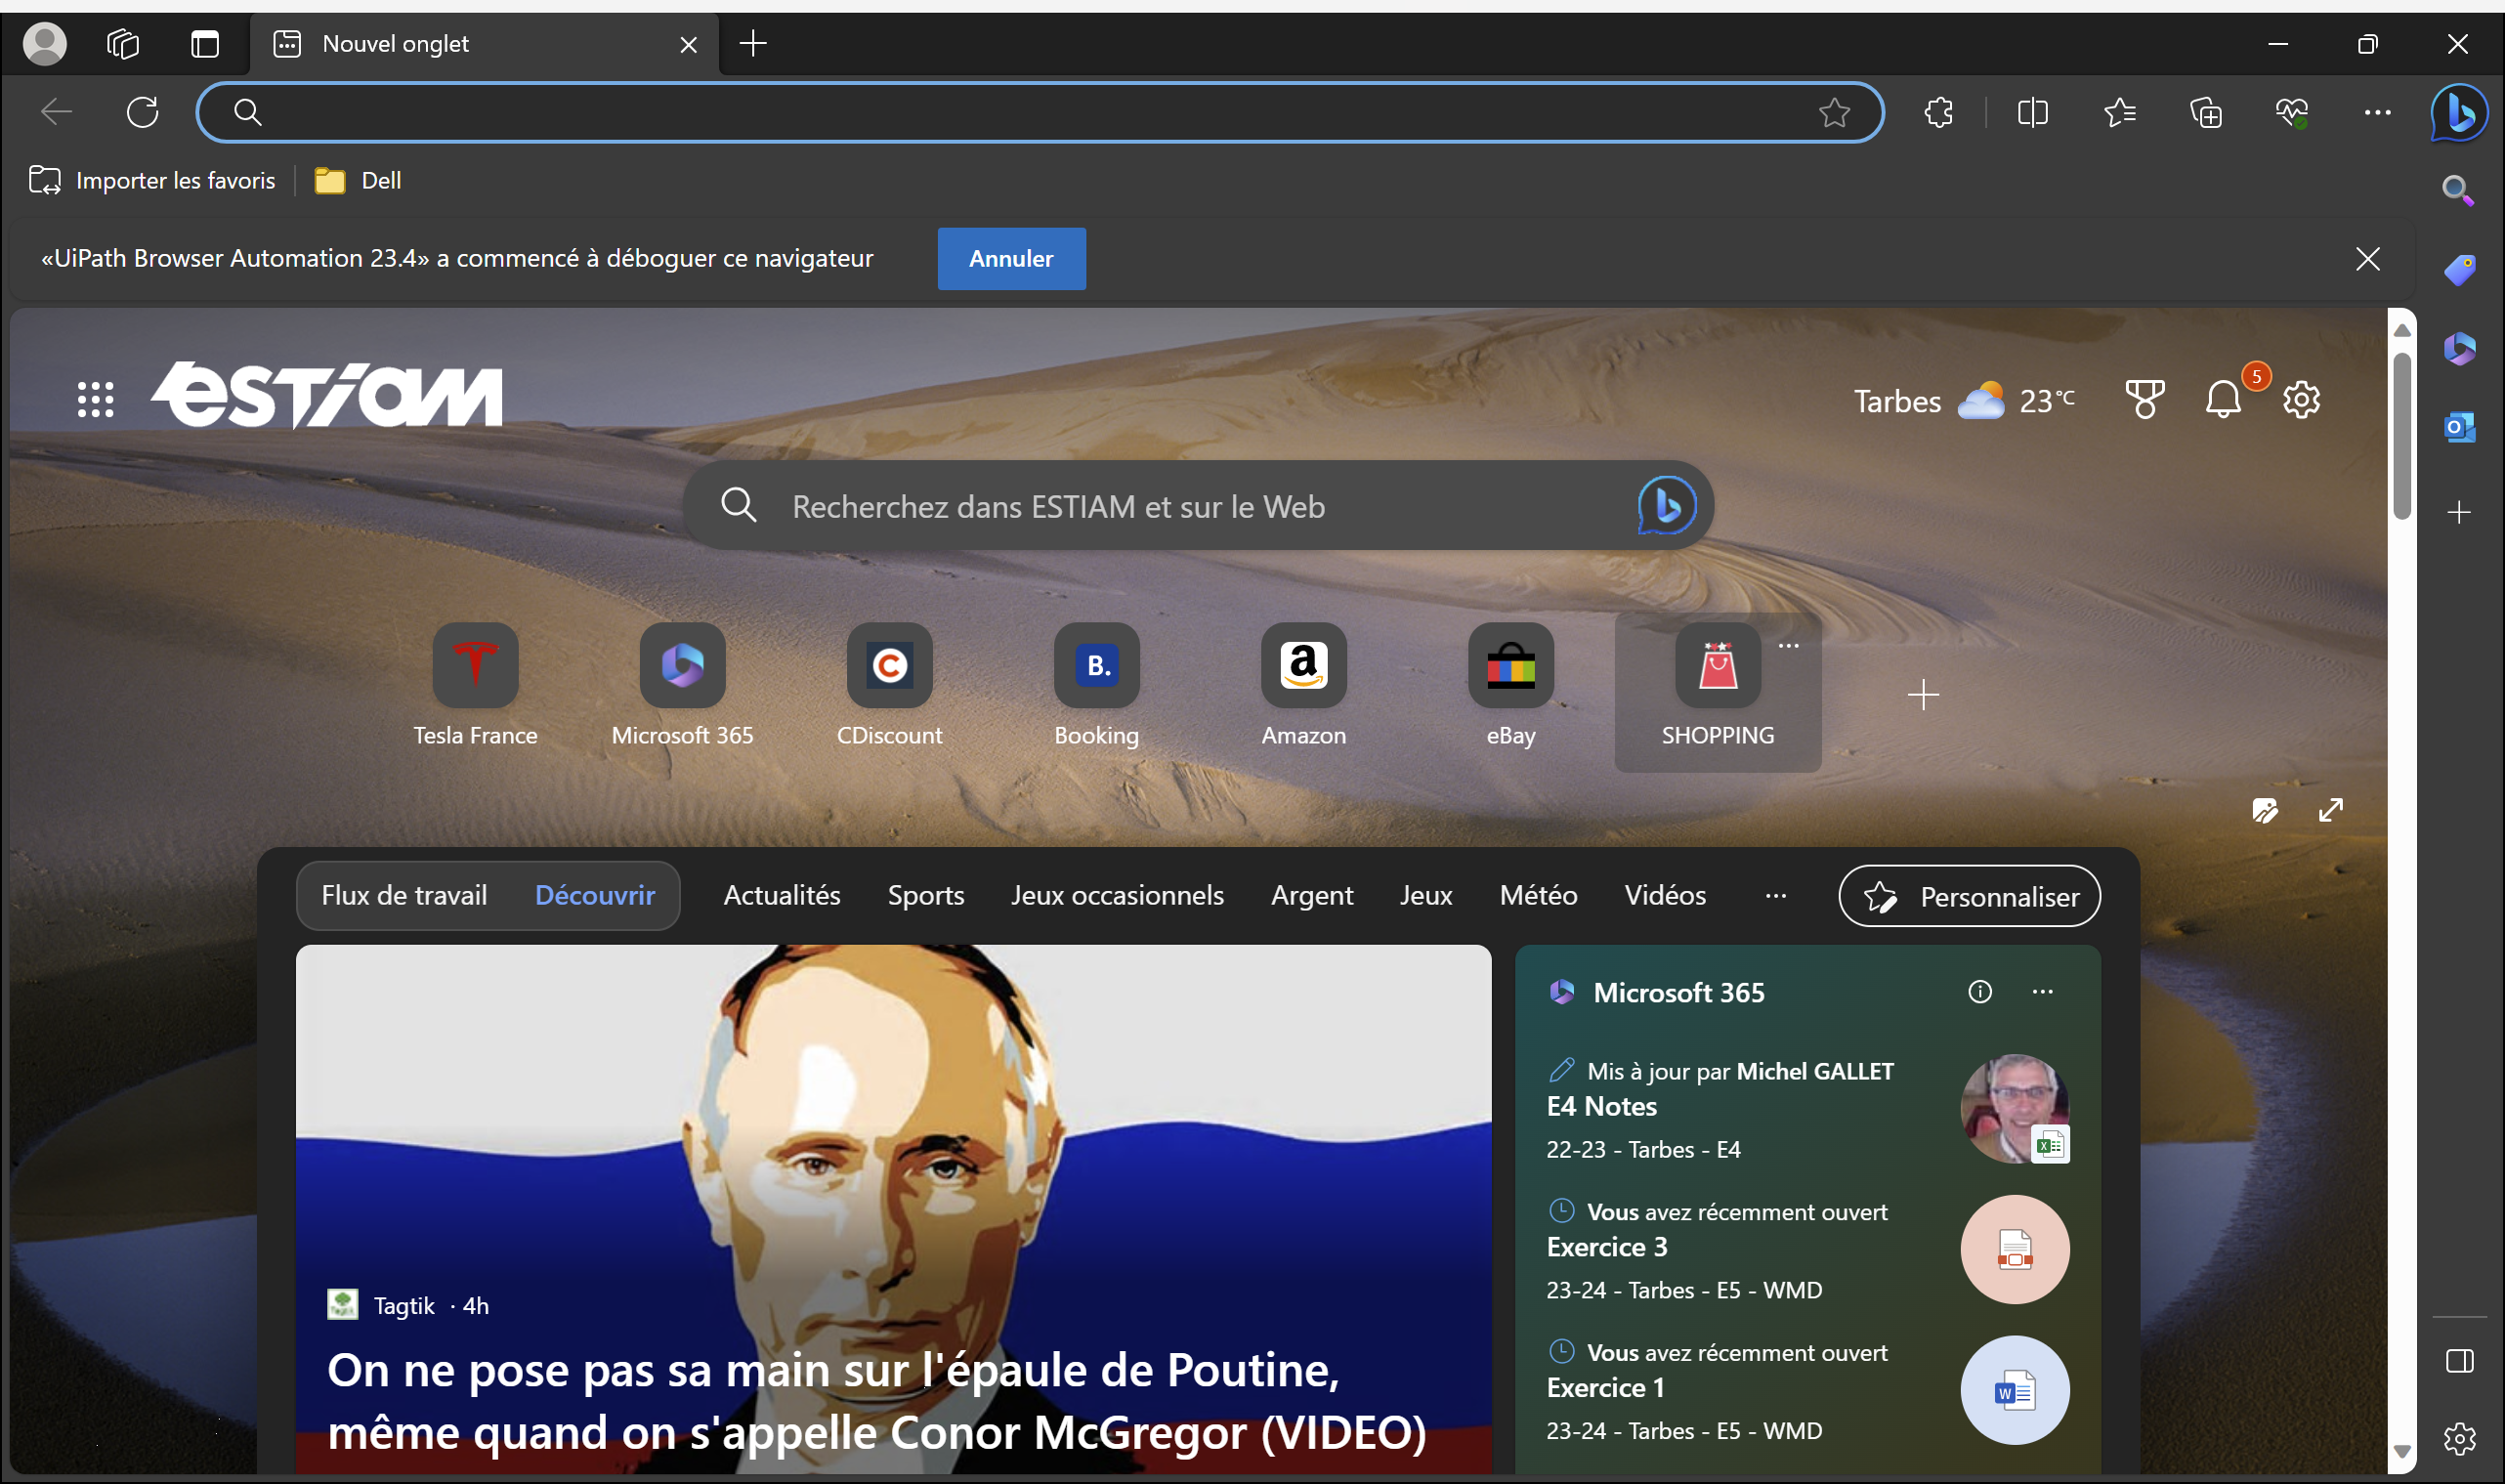 Nouvel onglet
Importer les favoris
Dell
«UiPath Browser Automation 23.4» a commencé à déboguer ce navigateur
Annuler
ESTIAM
Tarbes 23°C
5
Recherchez dans ESTIAM et sur le Web
Tesla France
Microsoft 365
CDiscount
B.
Booking
a
Amazon
eBay
SHOPPING
Flux de travail
Découvrir
Actualités
Sports
Jeux occasionnels
Argent
Jeux
Météo
Vidéos
Personnaliser
Tagtik · 4h
On ne pose pas sa main sur l'épaule de Poutine,
même quand on s'appelle Conor McGregor (VIDEO)
Microsoft 365
Mis à jour par Michel GALLET
E4 Notes
22-23 - Tarbes - E4
Vous avez récemment ouvert
Exercice 3
23-24 - Tarbes - E5 - WMD
Vous avez récemment ouvert
Exercice 1
23-24 - Tarbes - E5 - WMD